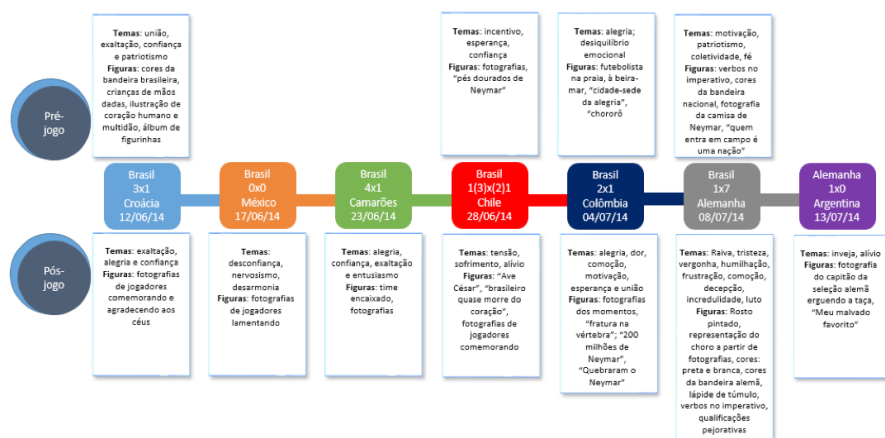 Temas: união,
exaltação, confiança
e patriotismo
Figuras: cores da
bandeira brasileira,
crianças de mãos
dadas, ilustração de
coração humano e
multidão, álbum de
figurinhas
Temas: incentivo,
esperança,
confiança
Figuras: fotografias,
"pés dourados de
Neymar"
Temas: alegria;
desiquilíbrio
emocional
Figuras: futebolista
na praia, à beira-
mar, "cidade-sede
da alegria",
"chororô
Temas: motivação,
patriotismo,
coletividade, fé
Figuras: verbos no
imperativo, cores
da bandeira
nacional, fotografia
da camisa de
Neymar, "quem
entra em campo é
uma nação"
Pré-
jogo
Brasil
3x1
Croácia
12/06/14
Brasil
0x0
México
17/06/14
Brasil
4x1
Camarões
23/06/14
Brasil
1(3)x(2)1
Chile
28/06/14
Brasil
2x1
Colômbia
04/07/14
Brasil
1x7
Alemanha
08/07/14
Alemanha
1x0
Argentina
13/07/14
Pós-
jogo
Temas: exaltação,
alegria e confiança
Figuras: fotografias
de jogadores
comemorando e
agradecendo aos
céus
Temas:
desconfiança,
nervosismo,
desarmonia
Figuras: fotografias
de jogadores
lamentando
Temas: alegria,
confiança, exaltação
e entusiasmo
Figuras: time
encaixado,
fotografias
Temas: tensão,
sofrimento, alívio
Figuras: "Ave
César", "brasileiro
quase morre do
coração",
fotografias de
jogadores
comemorando
Temas: alegria, dor,
comoção,
motivação,
esperança e união
Figuras: fotografias
dos momentos,
"fratura na
vértebra"; "200
milhões de
Neymar",
"Quebraram o
Neymar"
Temas: Raiva, tristeza,
vergonha, humilhação,
frustração, comoção,
decepção,
incredulidade, luto
Figuras: Rosto
pintado,
representação do
choro a partir de
fotografias, cores:
preta e branca, cores
da bandeira alemã,
lápide de túmulo,
verbos no imperativo,
qualificações
pejorativas
Temas: inveja, alívio
Figuras: fotografia
do capitão da
seleção alemã
erguendo a taça,
"Meu malvado
favorito"